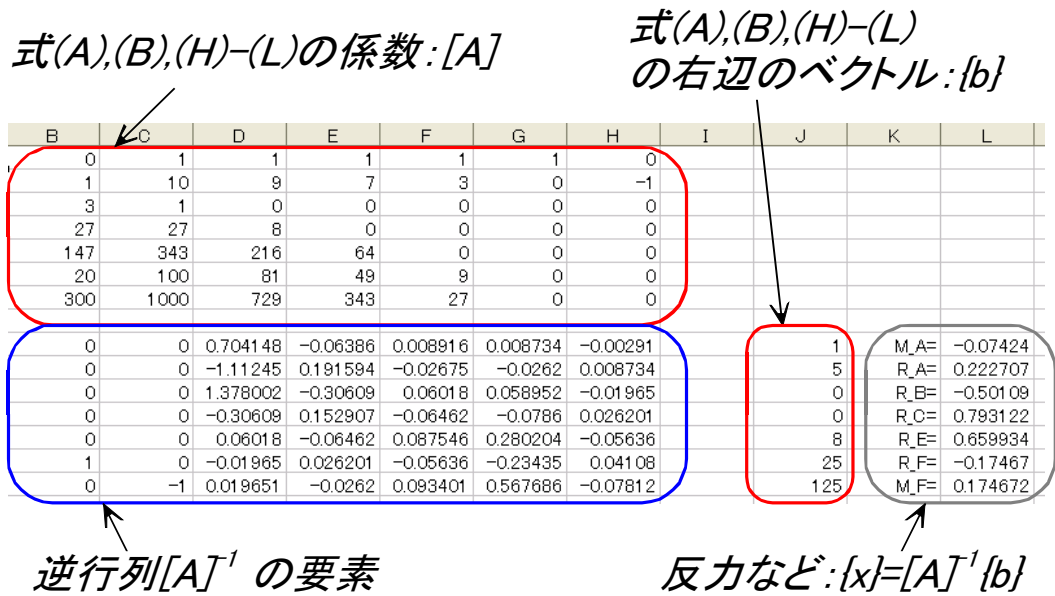 式(A),(B),(H)-(L)の係数:[A]
式(A),(B),(H)-(L)
の右辺のベクトル:{b}
B C D E F G H I J K L
0 1 1 1 1 1 0
1 10 9 7 3 0 -1
3 1 0 0 0 0 0
27 27 8 0 0 0 0
147 343 216 64 0 0 0
20 100 81 49 9 0 0
300 1000 729 343 27 0 0
0 0 0.704148 -0.06386 0.008916 0.008734 -0.00291 1 M_A= -0.07424
0 0 -1.11245 0.191594 -0.02675 -0.0262 0.008734 5 R_A= 0.222707
0 0 1.378002 -0.30609 0.06018 0.058952 -0.01965 0 R_B= -0.50109
0 0 -0.30609 0.152907 -0.06462 -0.0786 0.026201 0 R_C= 0.793122
0 0 0.06018 -0.06462 0.087546 0.280204 -0.05636 8 R_E= 0.659934
1 0 -0.01965 0.026201 -0.05636 -0.23435 0.04108 25 R_F= -0.17467
0 -1 0.019651 -0.0262 0.093401 0.567686 -0.07812 125 M_F= 0.174672
逆行列[A]⁻¹ の要素
反力など:{x}=[A]⁻¹{b}